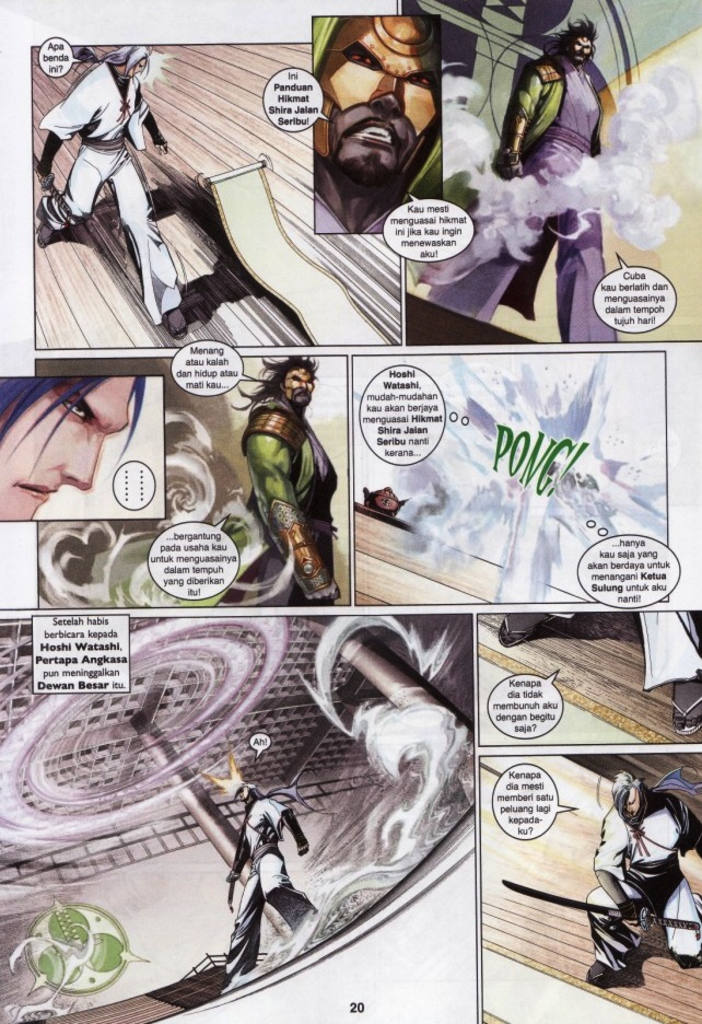 Apa
benda
ini?
Ini
Panduan
Hikmat
Shira Jalan
Seribu!
Kau mesti
menguasai hikmat
ini jika kau ingin
menewaskan
aku!
Cuba
kau berlatih dan
menguasainya
dalam tempoh
tujuh hari!
Menang
atau kalah
dan hidup atau
mati kau...
......
...bergantung
pada usaha kau
untuk menguasainya
dalam tempoh
yang diberikan
itu!
Hoshi
Watashi,
mudah-mudahan
kau akan berjaya
menguasai Hikmat
Shira Jalan
Seribu nanti
kerana...
PONG!
...hanya
kau saja yang
akan berdaya untuk
menangani Ketua
Sulung nanti!
Setelah habis
berbicara kepada
Hoshi Watashi,
Pertapa Angkasa
pun meninggalkan
Dewan Besar itu.
Ah!
Kenapa
dia tidak
membunuh aku
dengan begitu
saja?
Kenapa
dia mesti
memberi satu
peluang lagi
kepada-
ku?
20